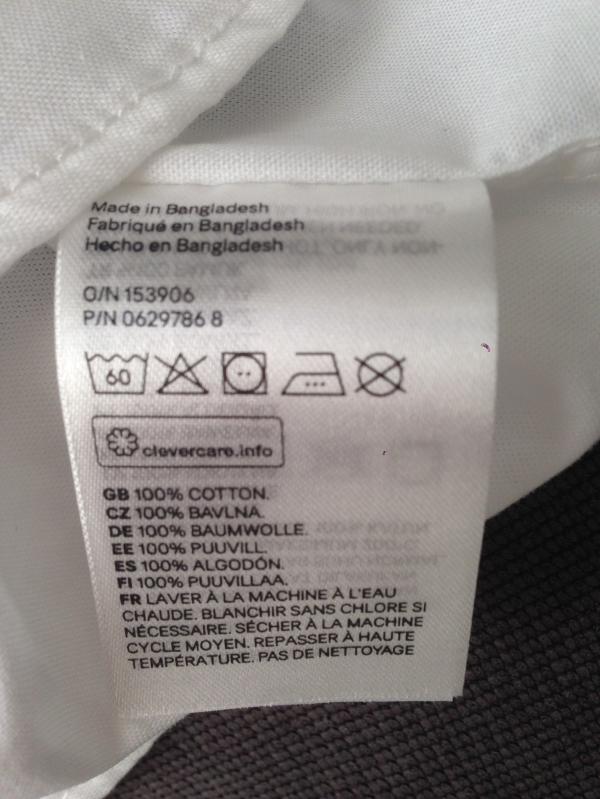 Made in Bangladesh
Fabriqué en Bangladesh
Hecho en Bangladesh
O/N 153906
P/N 0629786 8
60
clevercare.info
GB 100% COTTON.
CZ 100% BAVLNA.
DE 100% BAUMWOLLE.
EE 100% PUUVILL.
ES 100% ALGODÓN.
FI 100% PUUVILLAA.
FR LAVER À LA MACHINE À L'EAU
CHAUDE. BLANCHIR SANS CHLORE SI
NÉCESSAIRE. SÉCHER À LA MACHINE
CYCLE MOYEN. REPASSER À HAUTE
TEMPÉRATURE. PAS DE NETTOYAGE